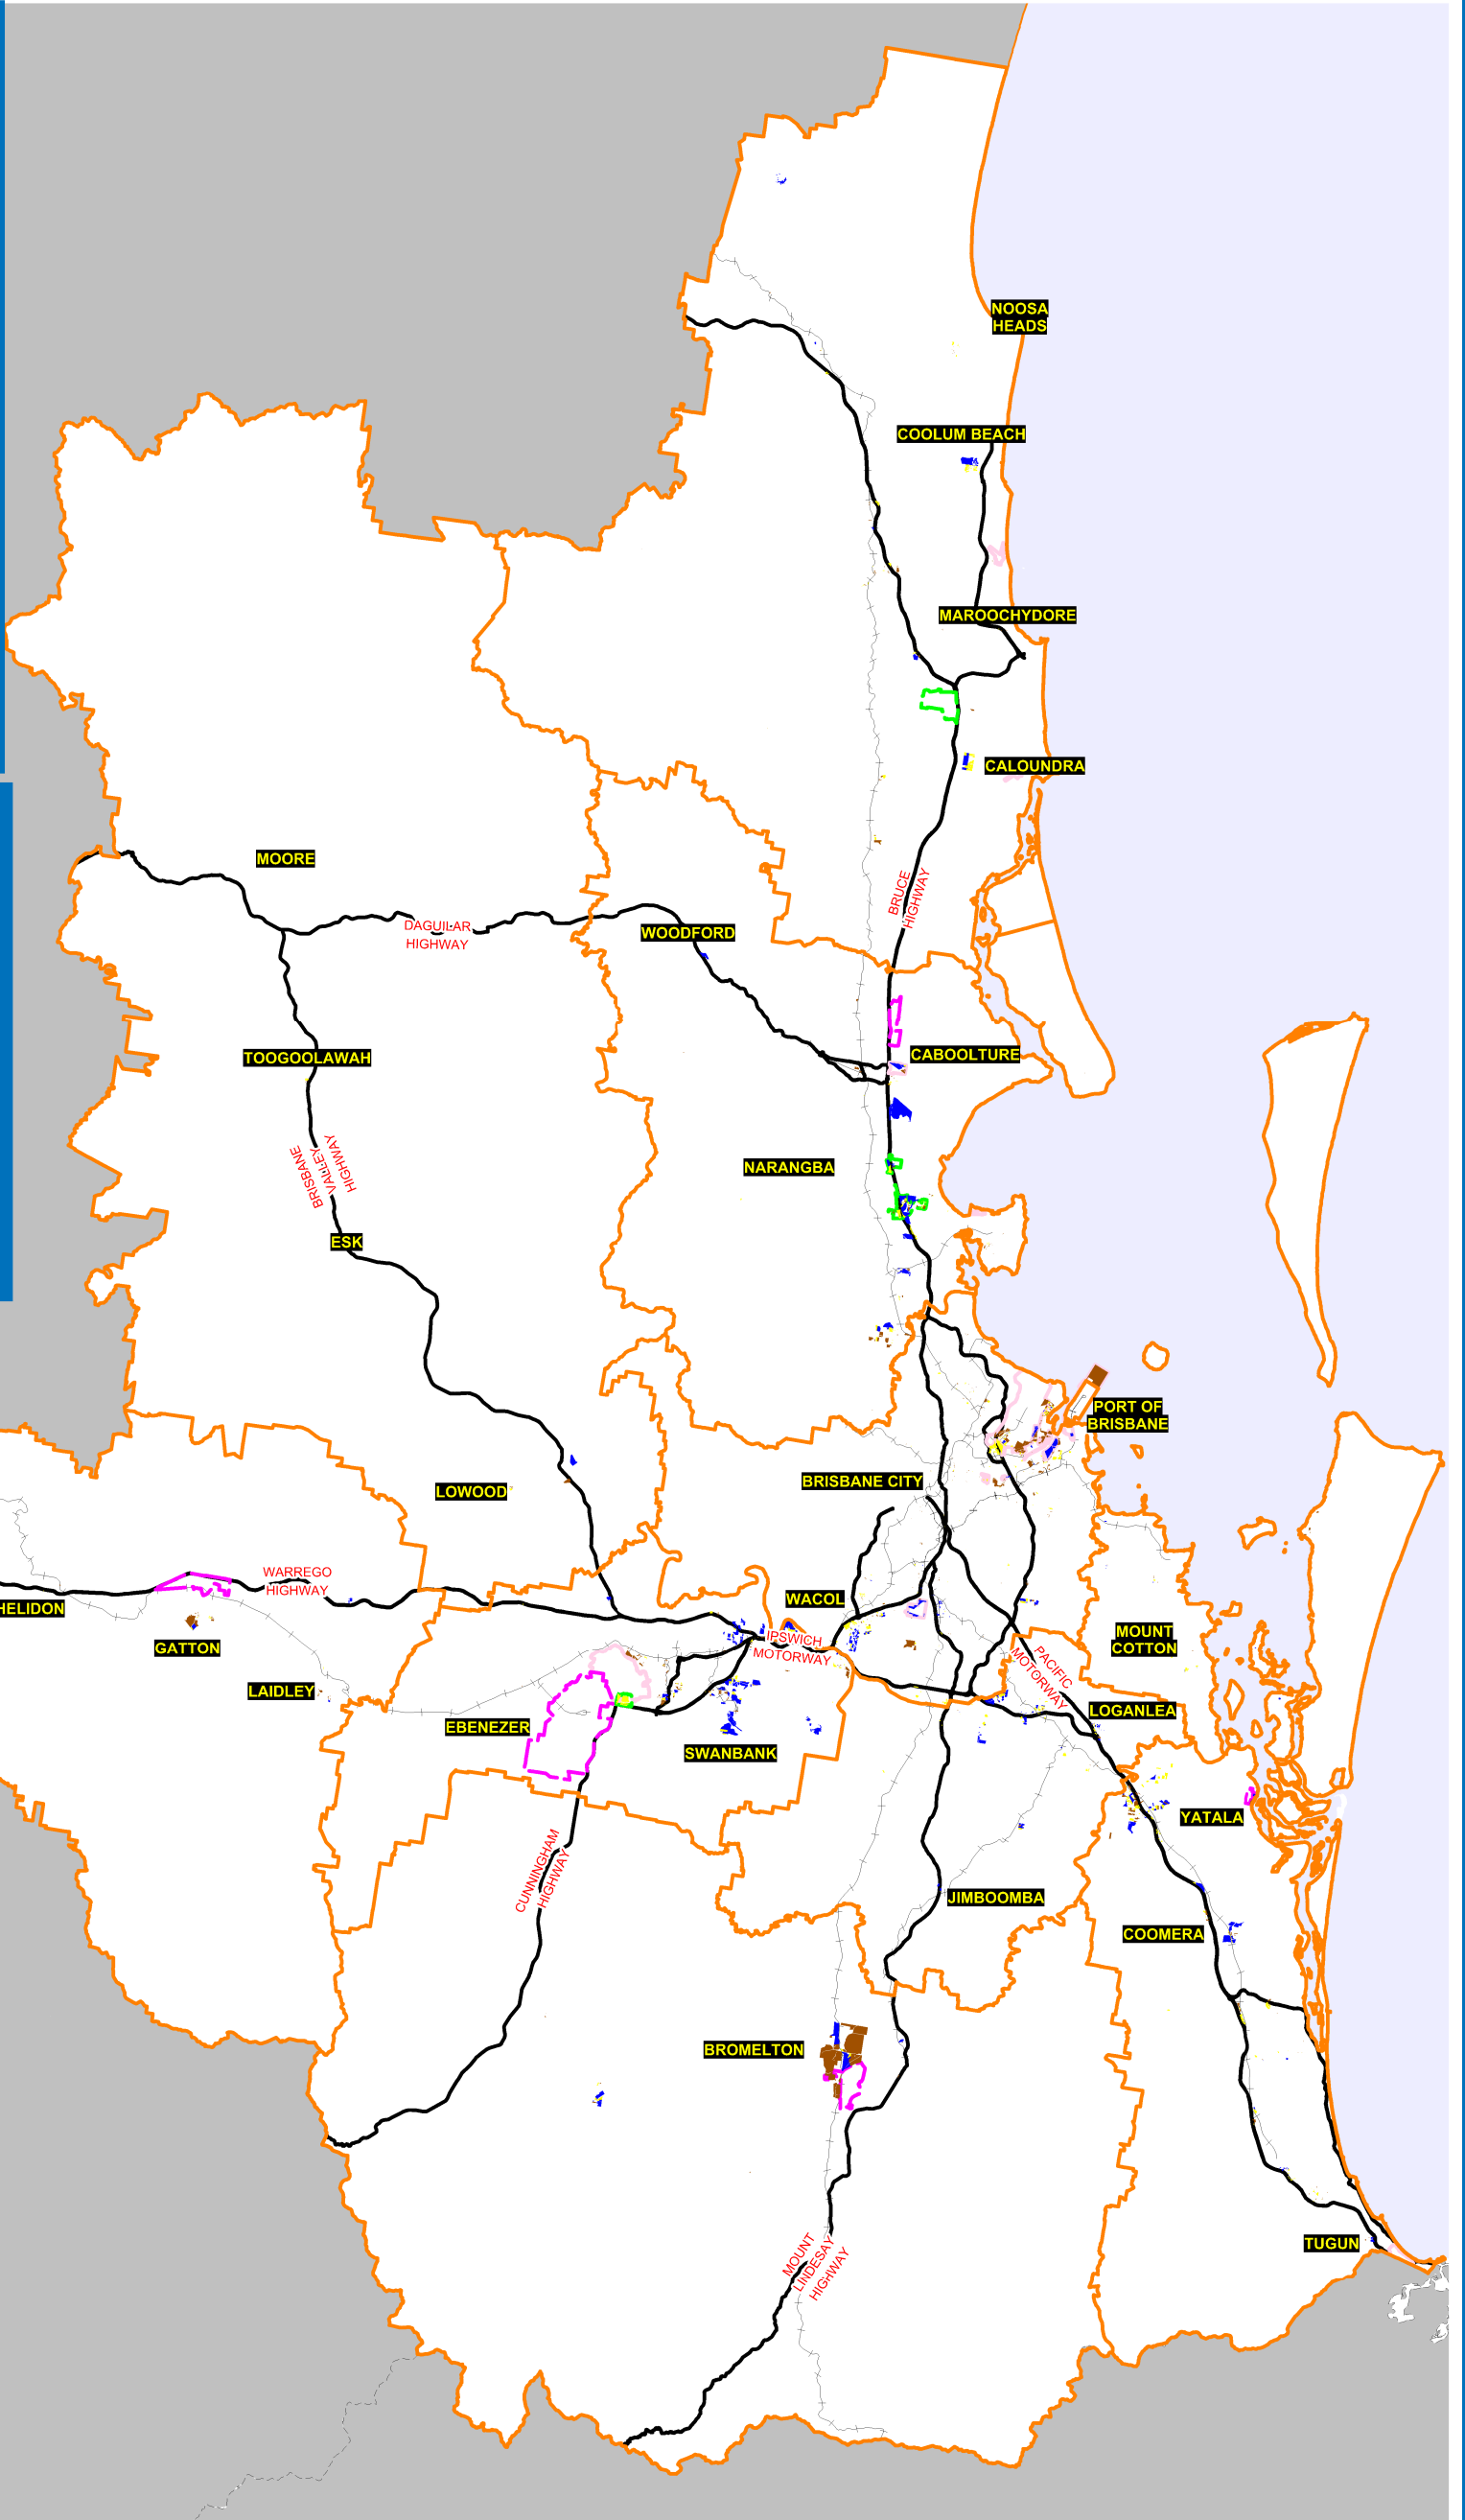 NOOSA
HEADS
COOLUM BEACH
MAROOCHYDORE
CALOUNDRA
MOORE
BRUCE
HIGHWAY
DAGUILAR
HIGHWAY
WOODFORD
TOOGOOLAWAH
CABOOLTURE
BRISBANE
VALLEY
HIGHWAY
NARANGBA
ESK
PORT OF
BRISBANE
BRISBANE CITY
LOWOOD
WARREGO
HIGHWAY
HELIDON
WACOL
GATTON
IPSWICH
MOTORWAY
MOUNT
COTTON
PACIFIC
MOTORWAY
LAIDLEY
LOGANLEA
EBENEZER
SWANBANK
YATALA
CUNNINGHAM
HIGHWAY
JIMBOOMBA
COOMERA
BROMELTON
MOUNT
LINDESAY
HIGHWAY
TUGUN